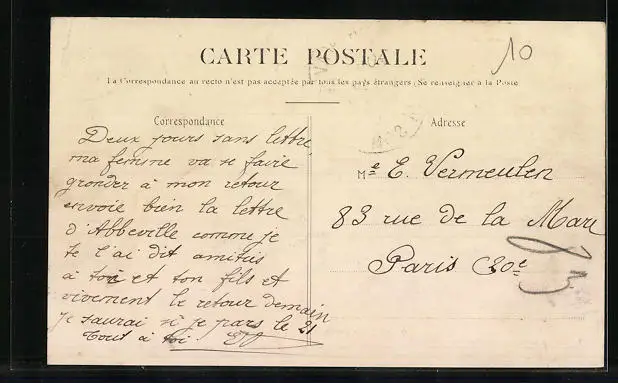 CARTE POSTALE
10
La Correspondance au recto n'est pas acceptée par tous les pays étrangers (Se renseigner à la Poste
Correspondance
Deux jours sans lettre,
ma femme va se faire
gronder à mon retour
envoie bien la lettre
d'Abbeville comme je
te l'ai dit amitiés
à toi et ton fils et
vivement le retour demain
je saurai si je pars le 21
Tout à toi
Adresse
Me E. Vermeulen
83 rue de la Mare
Paris 20e